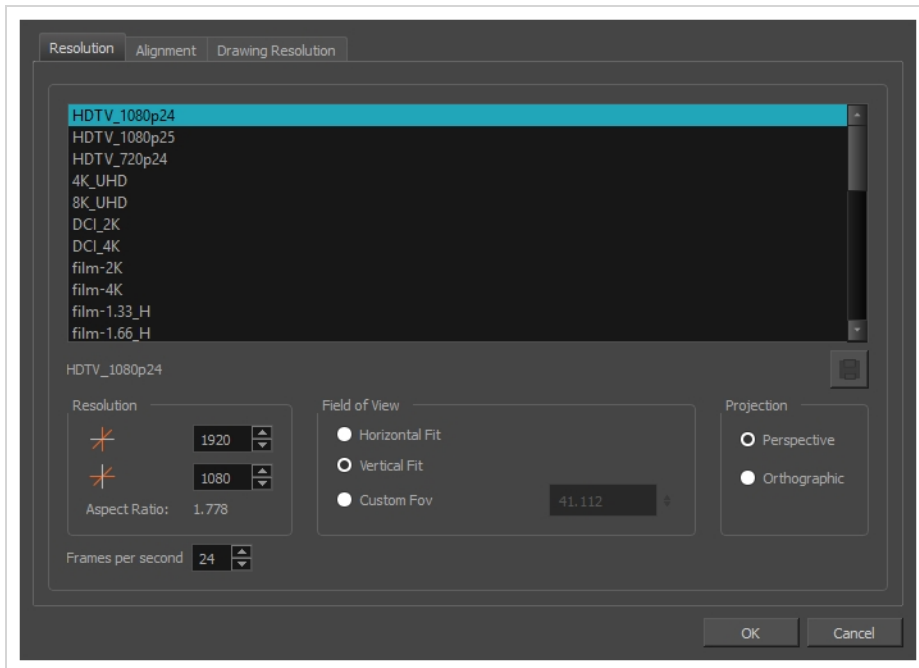 Resolution Alignment Drawing Resolution
HDTV_1080p24
HDTV_1080p25
HDTV_720p24
4K_UHD
8K_UHD
DCI_2K
DCI_4K
film-2K
film-4K
film-1.33_H
film-1.66_H
HDTV_1080p24
Resolution
1920
1080
Aspect Ratio: 1.778
Field of View
Horizontal Fit
Vertical Fit
Custom Fov 41.112
Projection
Perspective
Orthographic
Frames per second 24
OK Cancel